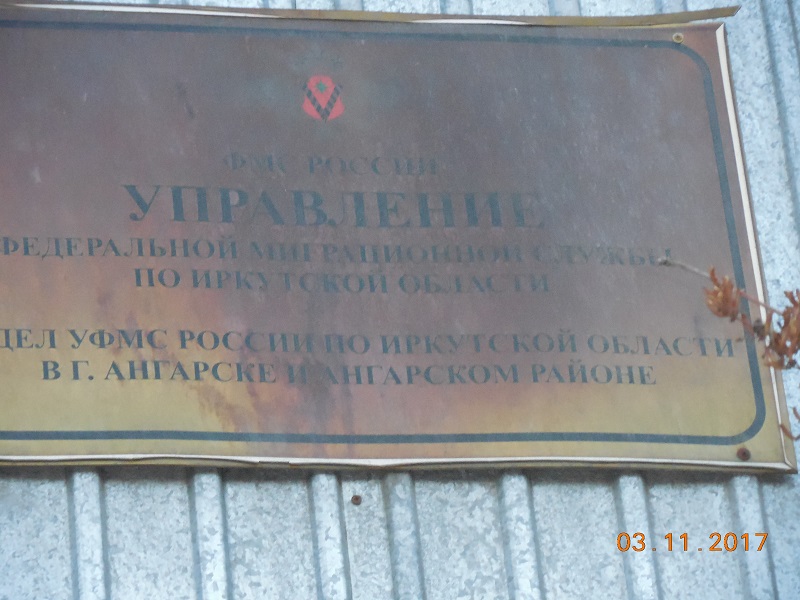 ФМС РОССИИ
УПРАВЛЕНИЕ
ФЕДЕРАЛЬНОЙ МИГРАЦИОННОЙ СЛУЖБЫ
ПО ИРКУТСКОЙ ОБЛАСТИ
ДЕЛ УФМС РОССИИ ПО ИРКУТСКОЙ ОБЛАСТИ
В Г. АНГАРСКЕ И АНГАРСКОМ РАЙОНЕ
03.11.2017